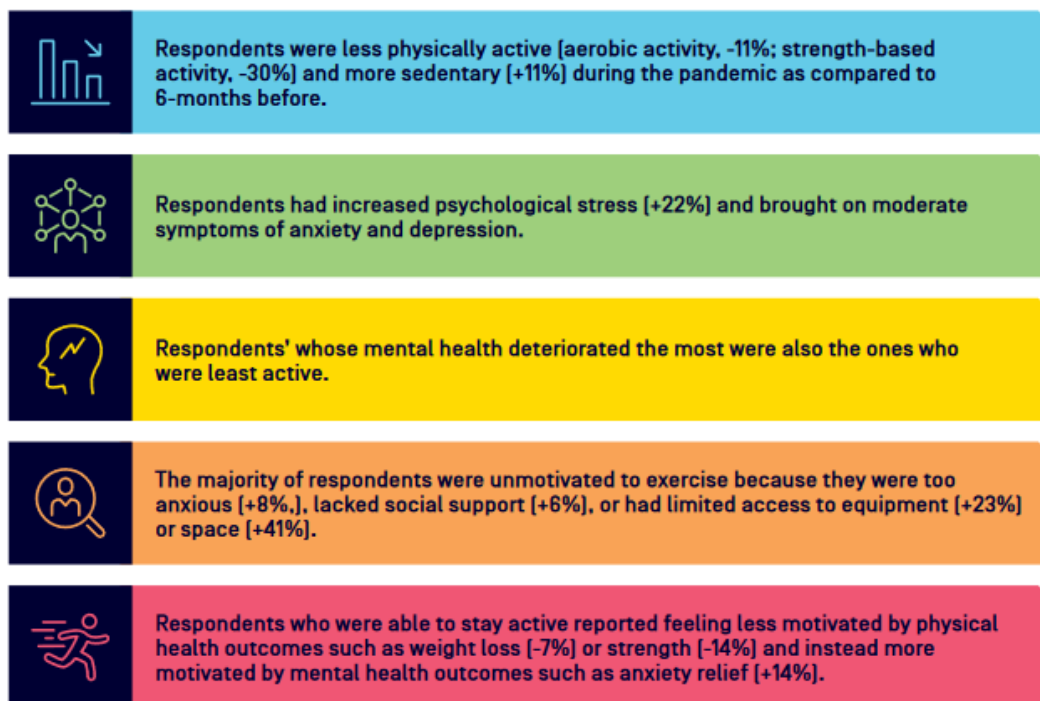 Respondents were less physically active (aerobic activity, -11%; strength-based
activity, -30%) and more sedentary (+11%) during the pandemic as compared to
6-months before.
Respondents had increased psychological stress (+22%) and brought on moderate
symptoms of anxiety and depression.
Respondents' whose mental health deteriorated the most were also the ones who
were least active.
The majority of respondents were unmotivated to exercise because they were too
anxious (+8%,), lacked social support (+6%), or had limited access to equipment (+23%)
or space (+41%).
Respondents who were able to stay active reported feeling less motivated by physical
health outcomes such as weight loss (-7%) or strength (-14%) and instead more
motivated by mental health outcomes such as anxiety relief (+14%).